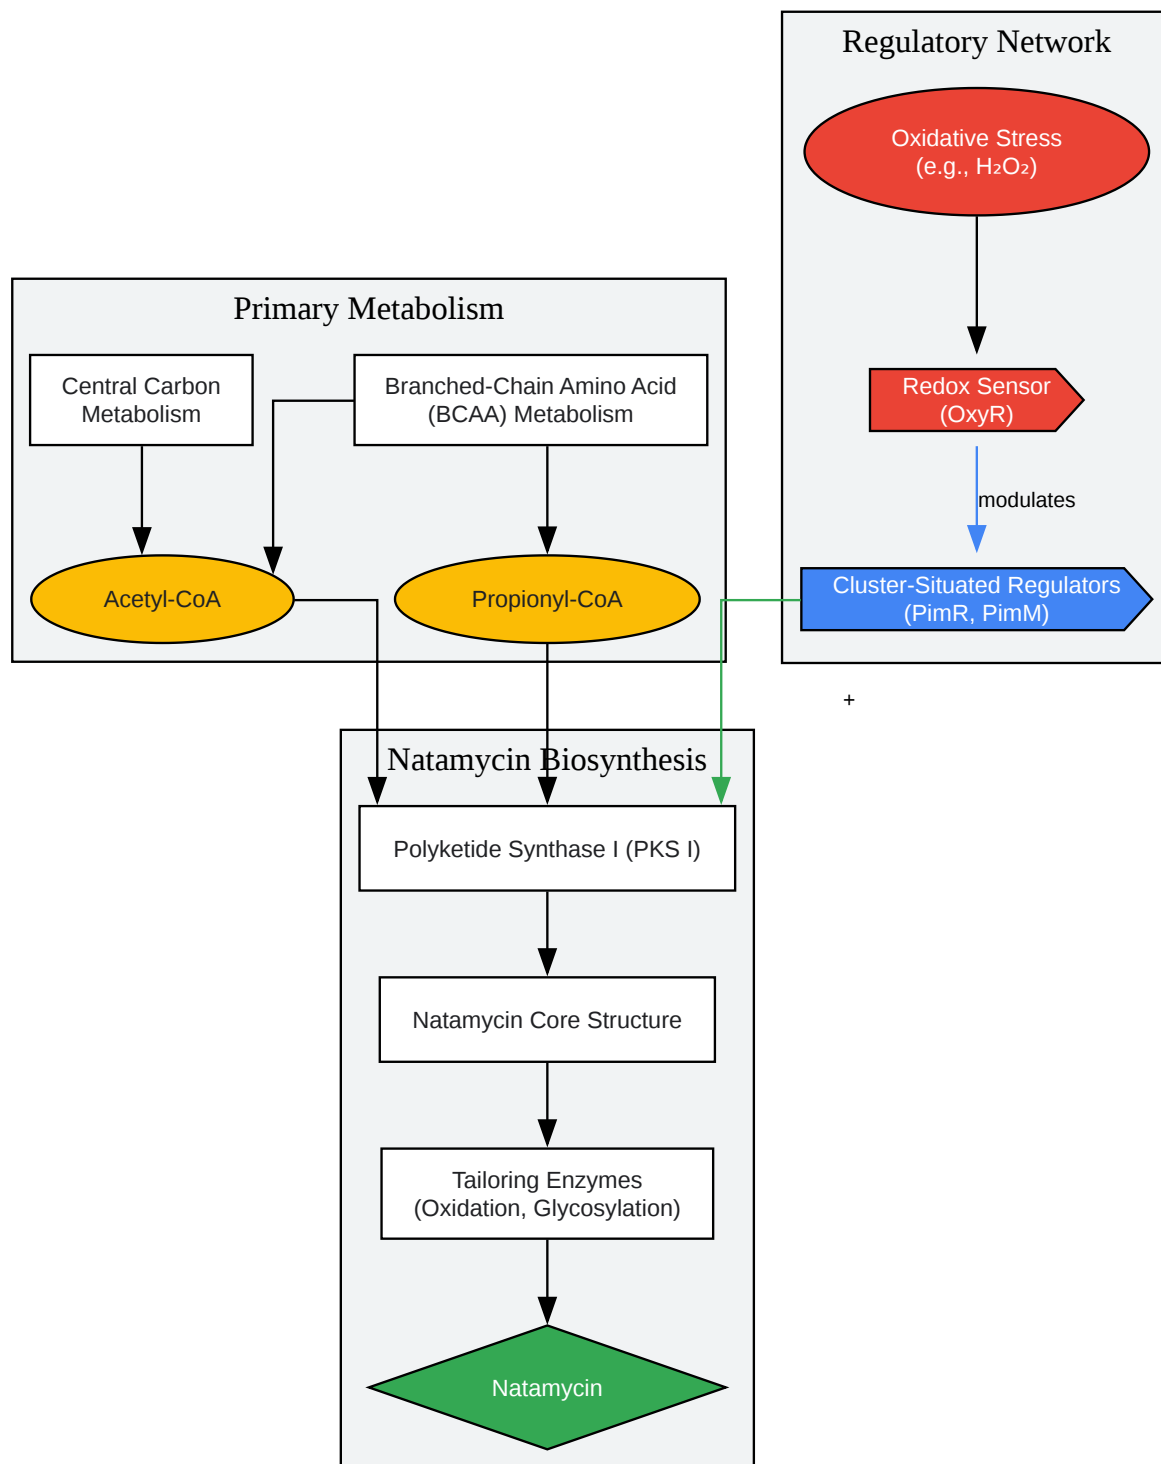 Regulatory Network
Oxidative Stress
(e.g., H₂O₂)
Primary Metabolism
Central Carbon
Metabolism
Branched-Chain Amino Acid
(BCAA) Metabolism
Redox Sensor
(OxyR)
modulates
Acetyl-CoA
Propionyl-CoA
Cluster-Situated Regulators
(PimR, PimM)
+
Natamycin Biosynthesis
Polyketide Synthase I (PKS I)
Natamycin Core Structure
Tailoring Enzymes
(Oxidation, Glycosylation)
Natamycin